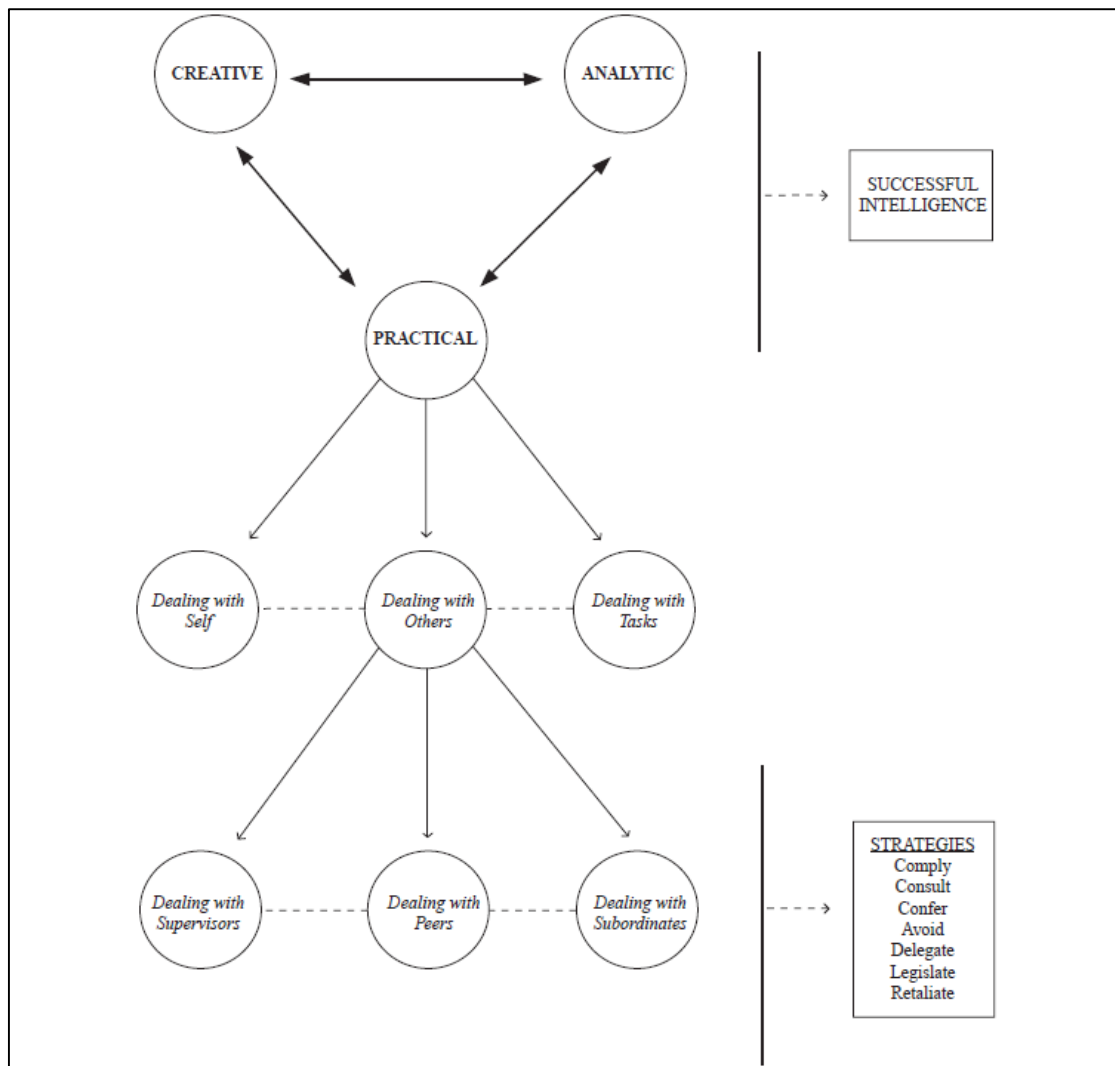 CREATIVE
ANALYTIC
SUCCESSFUL
INTELLIGENCE
PRACTICAL
Dealing with
Self
Dealing with
Others
Dealing with
Tasks
Dealing with
Supervisors
Dealing with
Peers
Dealing with
Subordinates
STRATEGIES
Comply
Consult
Confer
Avoid
Delegate
Legislate
Retaliate